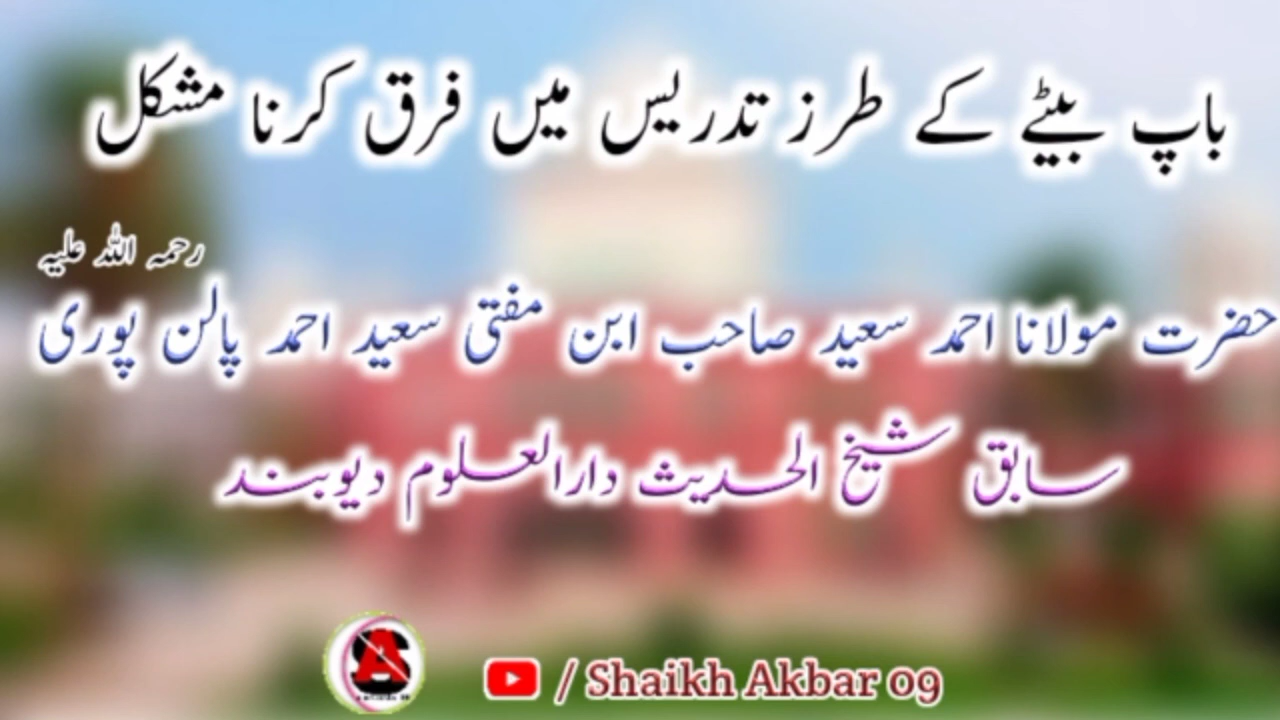 باپ بیٹے کے طرز تدریس میں فرق کرنا مشکل
رحمہ اللہ علیہ
حضرت مولانا احمد سعید صاحب ابن مفتی سعید احمد پالن پوری
سابق شیخ الحدیث دارالعلوم دیوبند
/ Shaikh Akbar 09